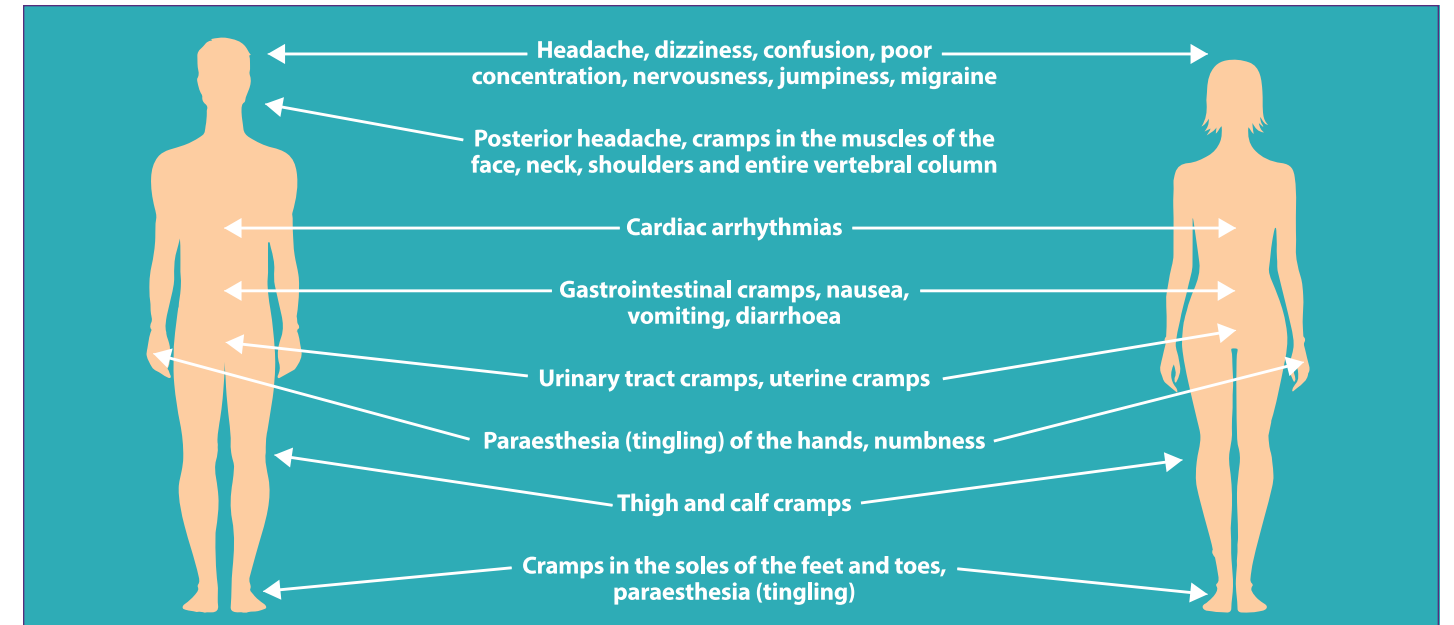 Headache, dizziness, confusion, poor
concentration, nervousness, jumpiness, migraine
Posterior headache, cramps in the muscles of the
face, neck, shoulders and entire vertebral column
Cardiac arrhythmias
Gastrointestinal cramps, nausea,
vomiting, diarrhoea
Urinary tract cramps, uterine cramps
Paraesthesia (tingling) of the hands, numbness
Thigh and calf cramps
Cramps in the soles of the feet and toes,
paraesthesia (tingling)